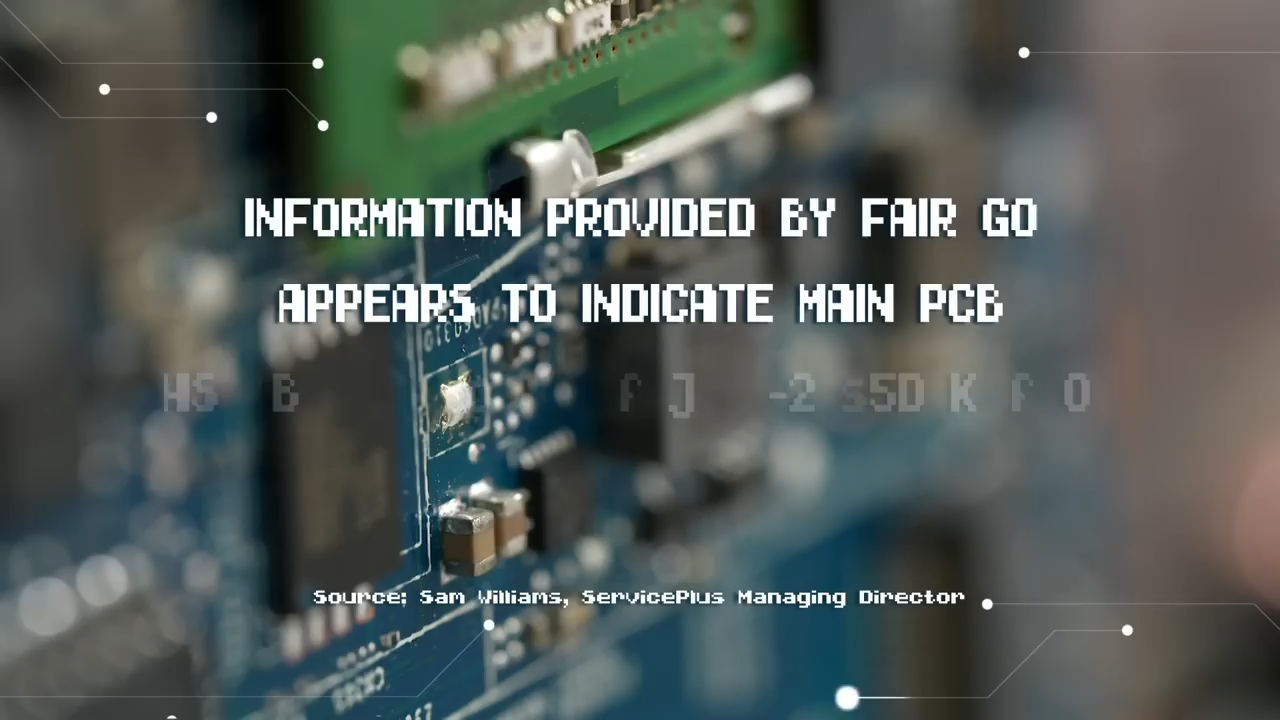 INFORMATION PROVIDED BY FAIR GO
APPEARS TO INDICATE MAIN PCB
Source: Sam Williams, ServicePlus Managing Director